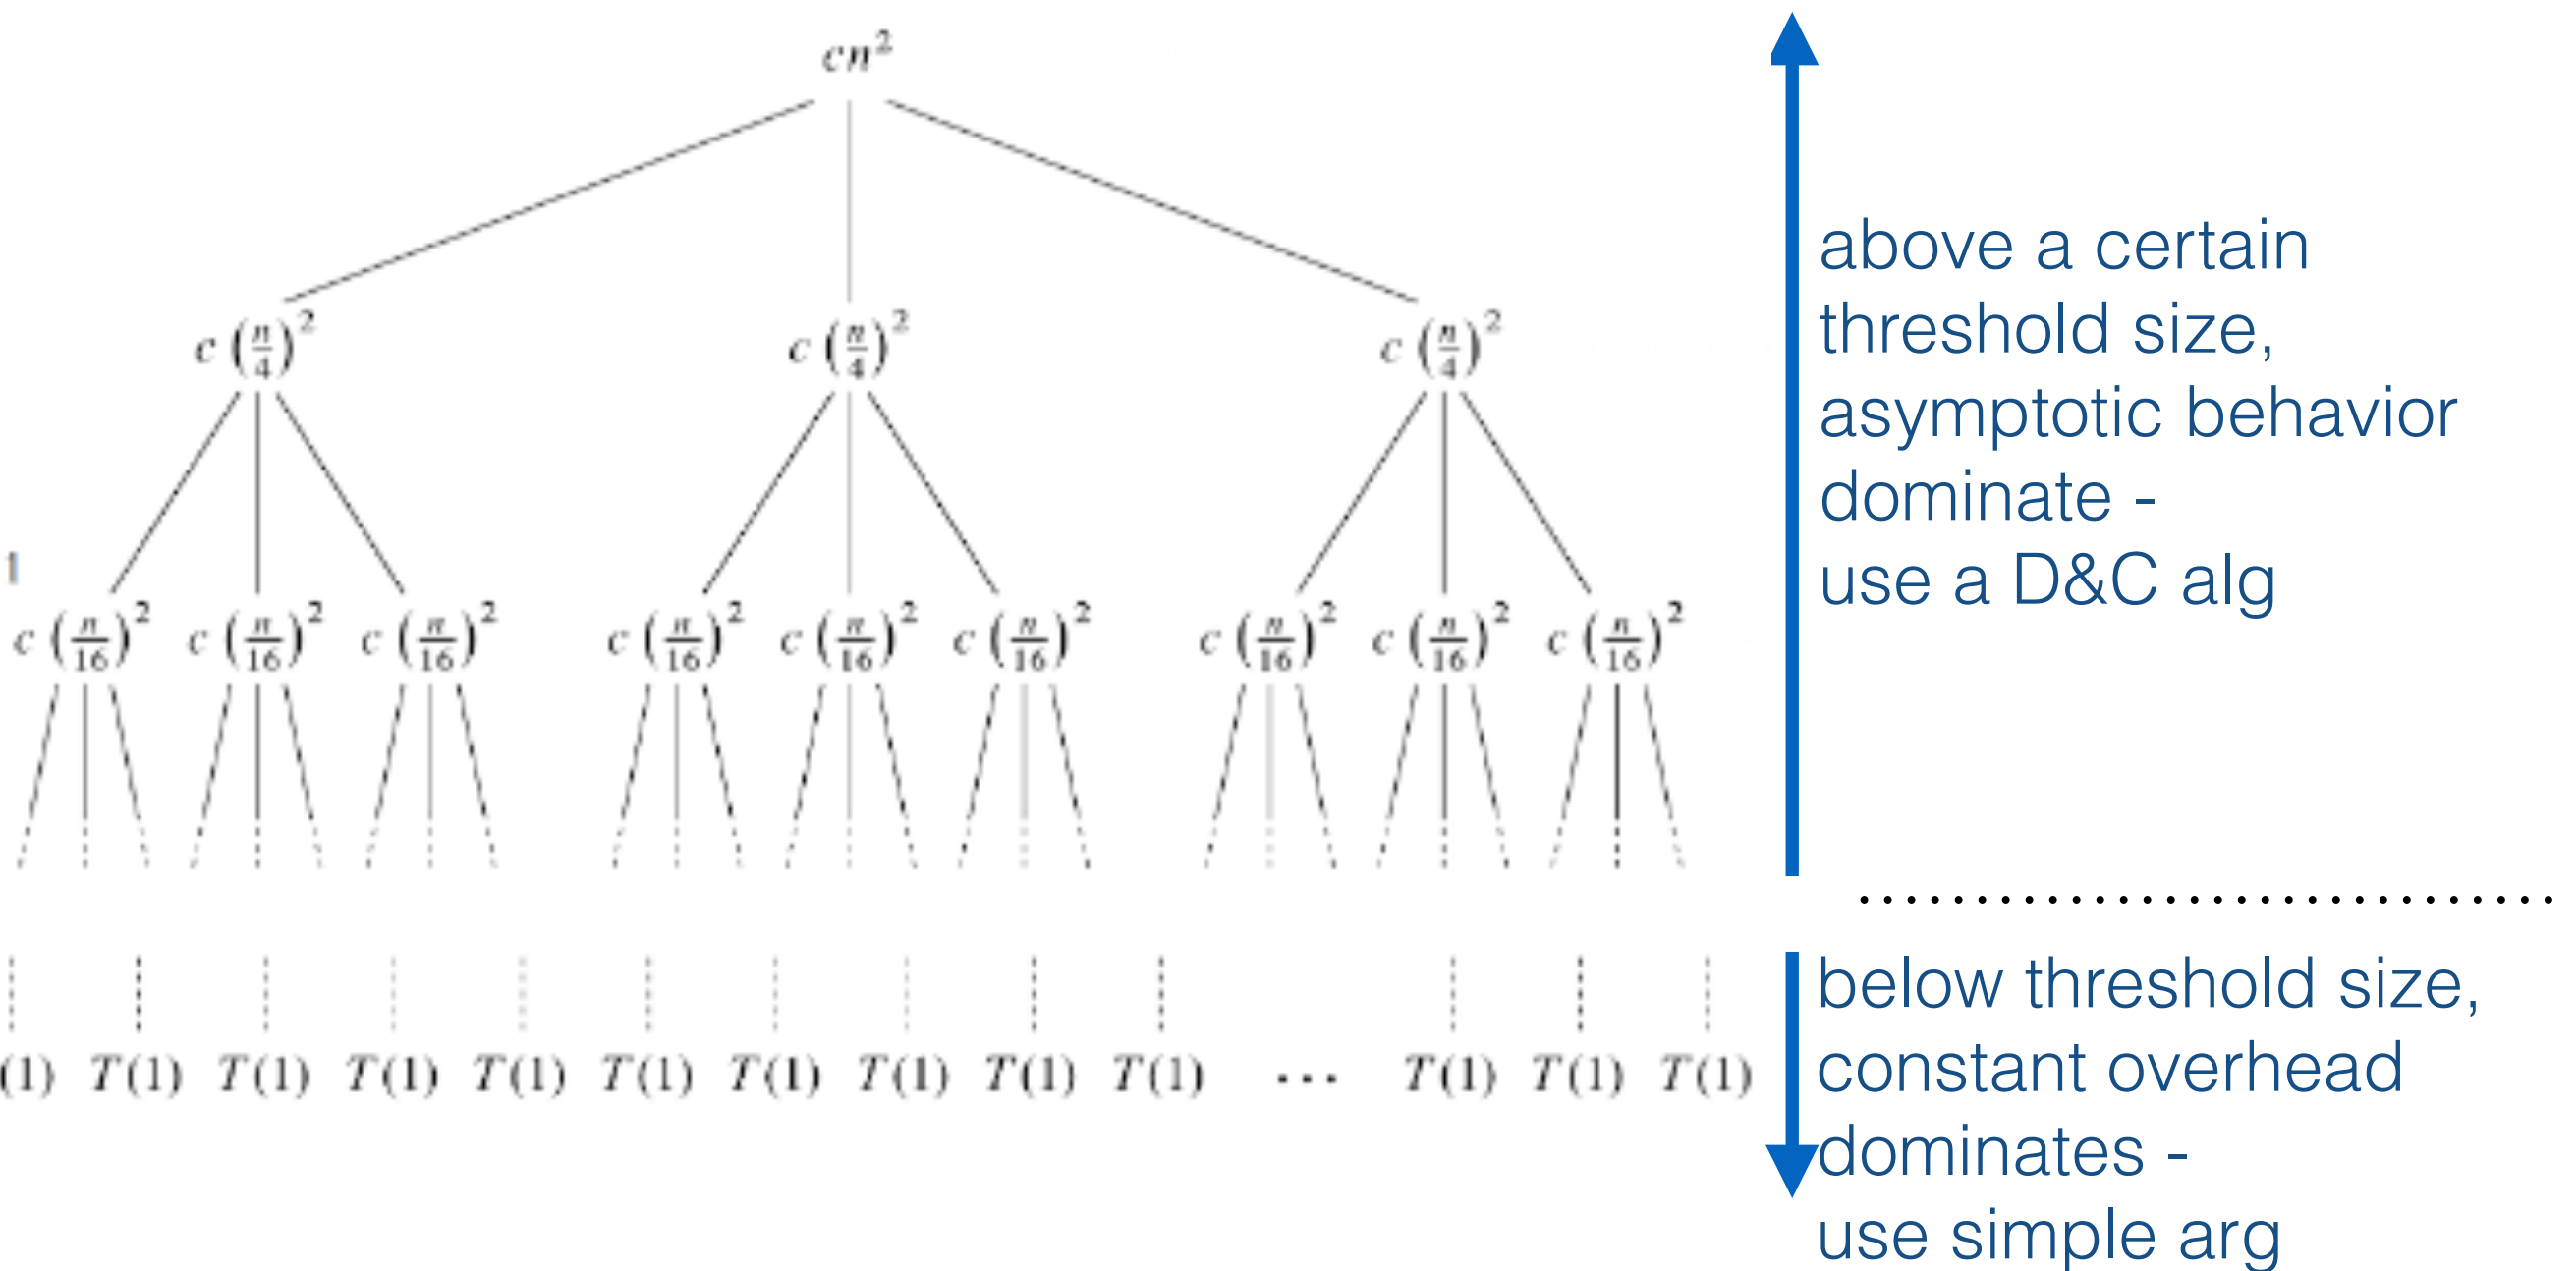 cn²
c (n/4)² c (n/4)² c (n/4)²
1
c (n/16)² c (n/16)² c (n/16)² c (n/16)² c (n/16)² c (n/16)² c (n/16)² c (n/16)² c (n/16)²
(1) T(1) T(1) T(1) T(1) T(1) T(1) T(1) T(1) T(1) ... T(1) T(1) T(1)
above a certain
threshold size,
asymptotic behavior
dominate -
use a D&C alg
below threshold size,
constant overhead
dominates -
use simple arg